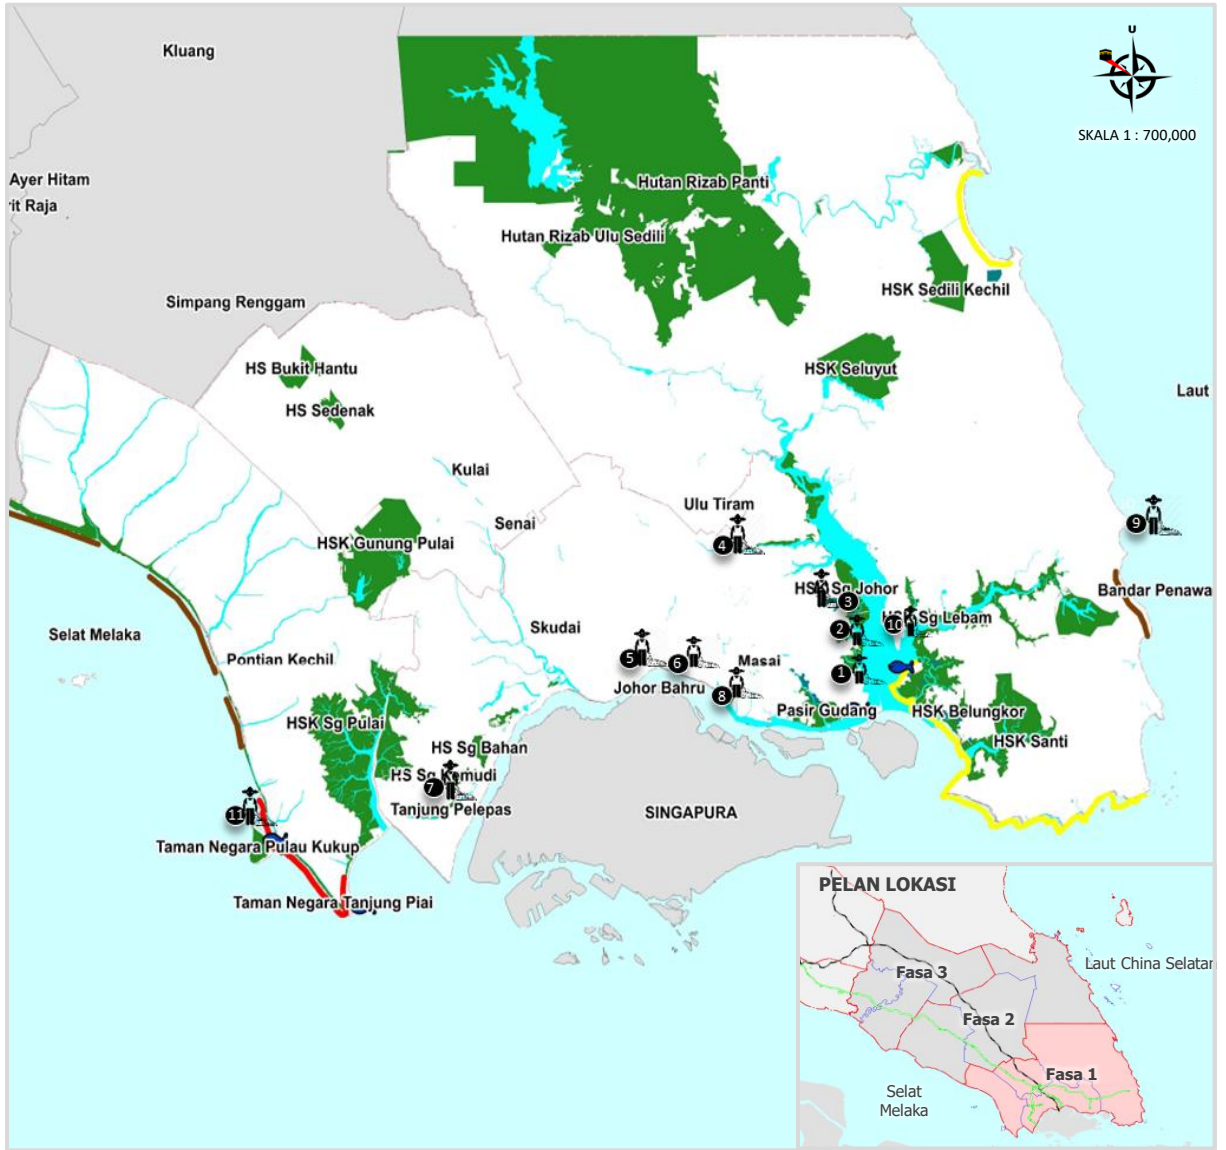 U
Kluang
SKALA 1 : 700,000
Ayer Hitam
rit Raja
Hutan Rizab Panti
Hutan Rizab Ulu Sedili
HSK Sedili Kechil
Simpang Renggam
HS Bukit Hantu
HSK Seluyut
Laut
HS Sedenak
Kulai
Ulu Tiram
Senai
9
4
HSK Gunung Pulai
HSK Sg Johor
Bandar Penawa
3
HSK Sg Lebam
10
Selat Melaka
Skudai
2
Pontian Kechil
5
6
Masai
1
Johor Bahru
8
Pasir Gudang
HSK Belungkor
HSK Sg Pulai
HSK Santi
HS Sg Bahan
HS Sg Kemudi
7
Tanjung Pelepas
SINGAPURA
11
Taman Negara Pulau Kukup
Taman Negara Tanjung Piai
PELAN LOKASI
Laut China Selatan
Fasa 3
Fasa 2
Fasa 1
Selat
Melaka